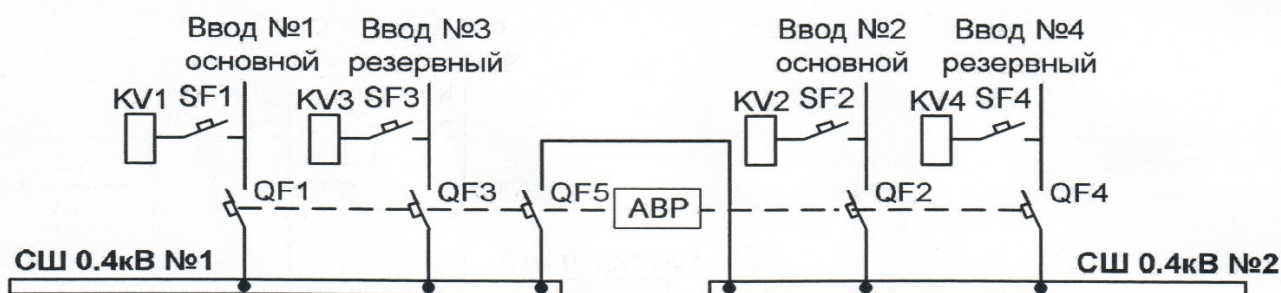 Ввод №1 Ввод №3 Ввод №2 Ввод №4
основной резервный основной резервный
KV1 SF1 KV3 SF3 KV2 SF2 KV4 SF4
QF1 QF3 QF5 АВР QF2 QF4
СШ 0.4кВ №1 СШ 0.4кВ №2